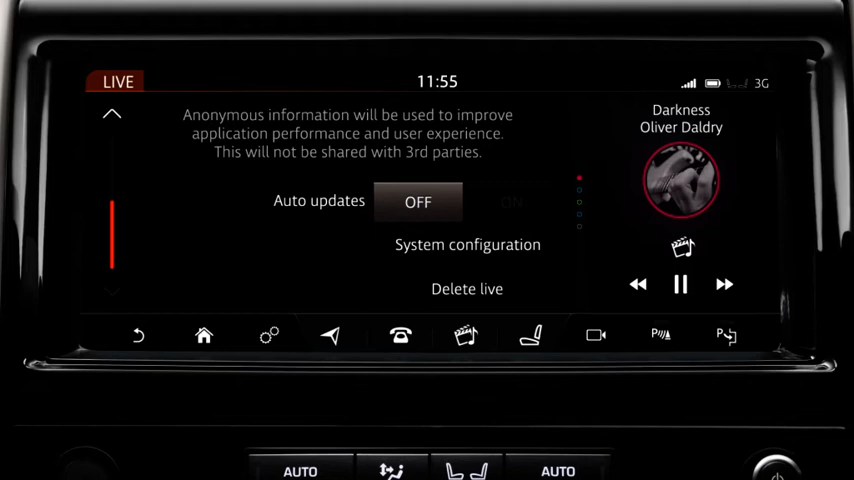 LIVE
11:55
3G
Anonymous information will be used to improve
application performance and user experience.
This will not be shared with 3rd parties.
Auto updates
OFF
ON
System configuration
Delete live
Darkness
Oliver Daldry
P
P
AUTO
AUTO